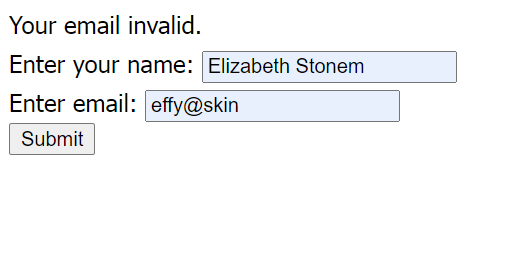 Your email invalid.
Enter your name: Elizabeth Stonem
Enter email: effy@skin
Submit